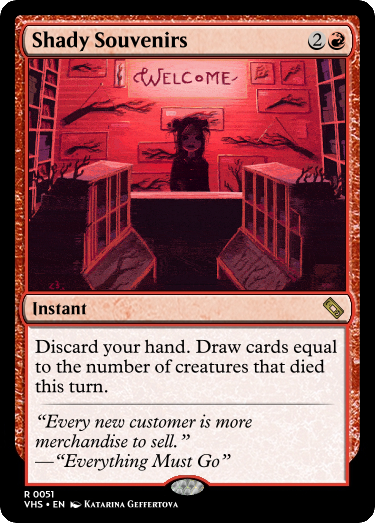 Shady Souvenirs 2
WELCOME
Instant
Discard your hand. Draw cards equal
to the number of creatures that died
this turn.
“Every new customer is more
merchandise to sell.”
—“Everything Must Go”
R 0051
VHS • EN KATARINA GEFFERTOVA